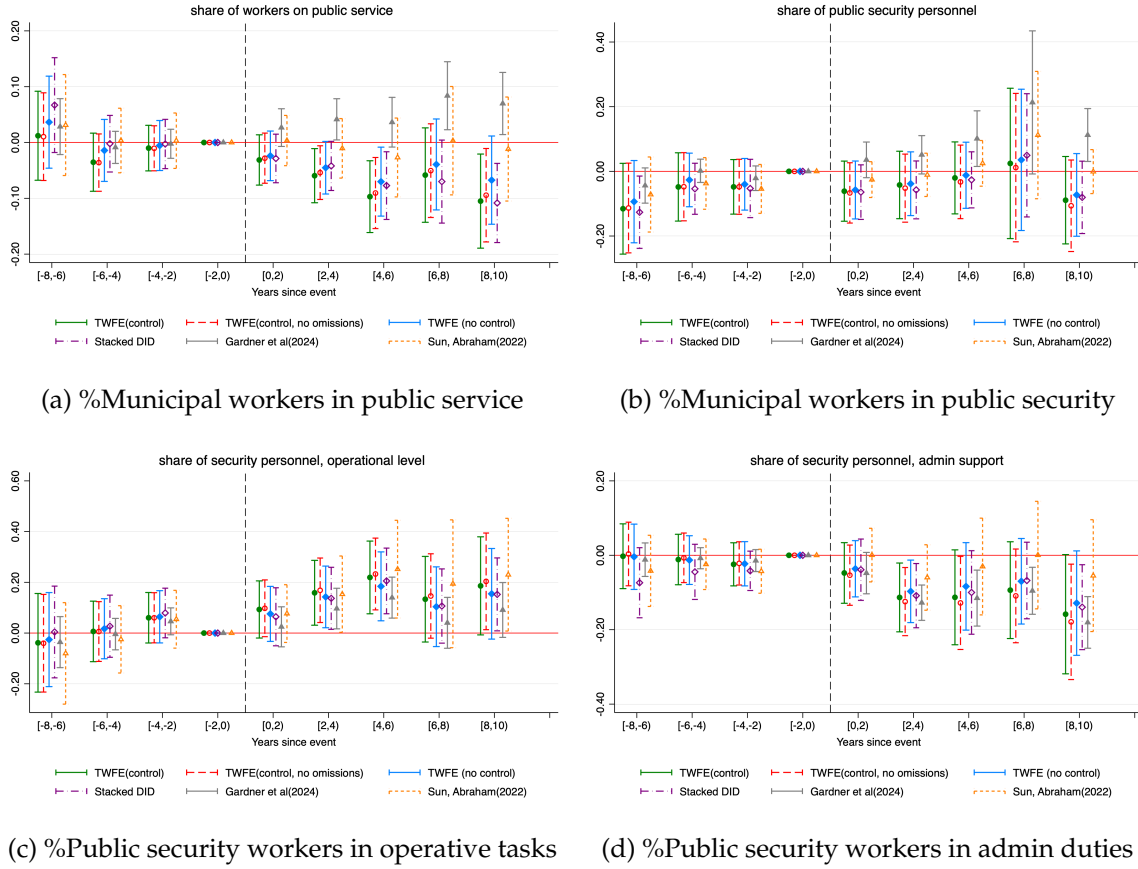 share of workers on public service
0.20
0.10
0.00
-0.10
-0.20
[-8,-6) [-6,-4) [-4,-2) [-2,0) [0,2) [2,4) [4,6) [6,8) [8,10)
Years since event
TWFE(control) TWFE(control, no omissions) TWFE (no control)
Stacked DID Gardner et al(2024) Sun, Abraham(2022)
(a) %Municipal workers in public service
share of public security personnel
0.40
0.20
0.00
-0.20
[-8,-6) [-6,-4) [-4,-2) [-2,0) [0,2) [2,4) [4,6) [6,8) [8,10)
Years since event
TWFE(control) TWFE(control, no omissions) TWFE (no control)
Stacked DID Gardner et al(2024) Sun, Abraham(2022)
(b) %Municipal workers in public security
share of security personnel, operational level
0.60
0.40
0.20
0.00
-0.20
[-8,-6) [-6,-4) [-4,-2) [-2,0) [0,2) [2,4) [4,6) [6,8) [8,10)
Years since event
TWFE(control) TWFE(control, no omissions) TWFE (no control)
Stacked DID Gardner et al(2024) Sun, Abraham(2022)
(c) %Public security workers in operative tasks
share of security personnel, admin support
0.20
0.00
-0.20
-0.40
[-8,-6) [-6,-4) [-4,-2) [-2,0) [0,2) [2,4) [4,6) [6,8) [8,10)
Years since event
TWFE(control) TWFE(control, no omissions) TWFE (no control)
Stacked DID Gardner et al(2024) Sun, Abraham(2022)
(d) %Public security workers in admin duties